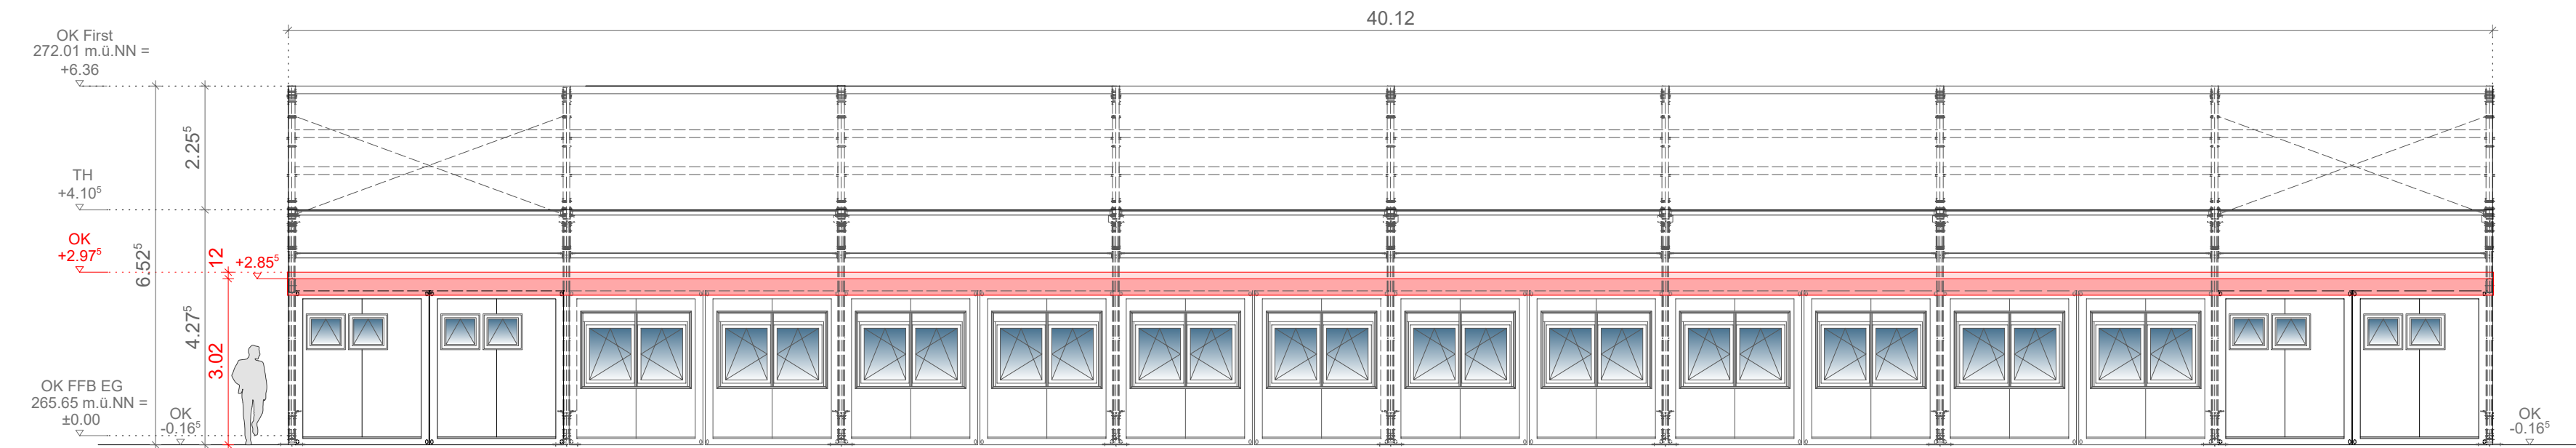 40.12
OK First
272.01 m.ü.NN =
+6.36
2.25⁵
TH
+4.10⁵
OK
+2.97⁵
6.52⁵
12
+2.85⁵
4.27⁵
3.02
OK FFB EG
265.65 m.ü.NN =
±0.00
OK
-0.16⁵
OK
-0.16⁵